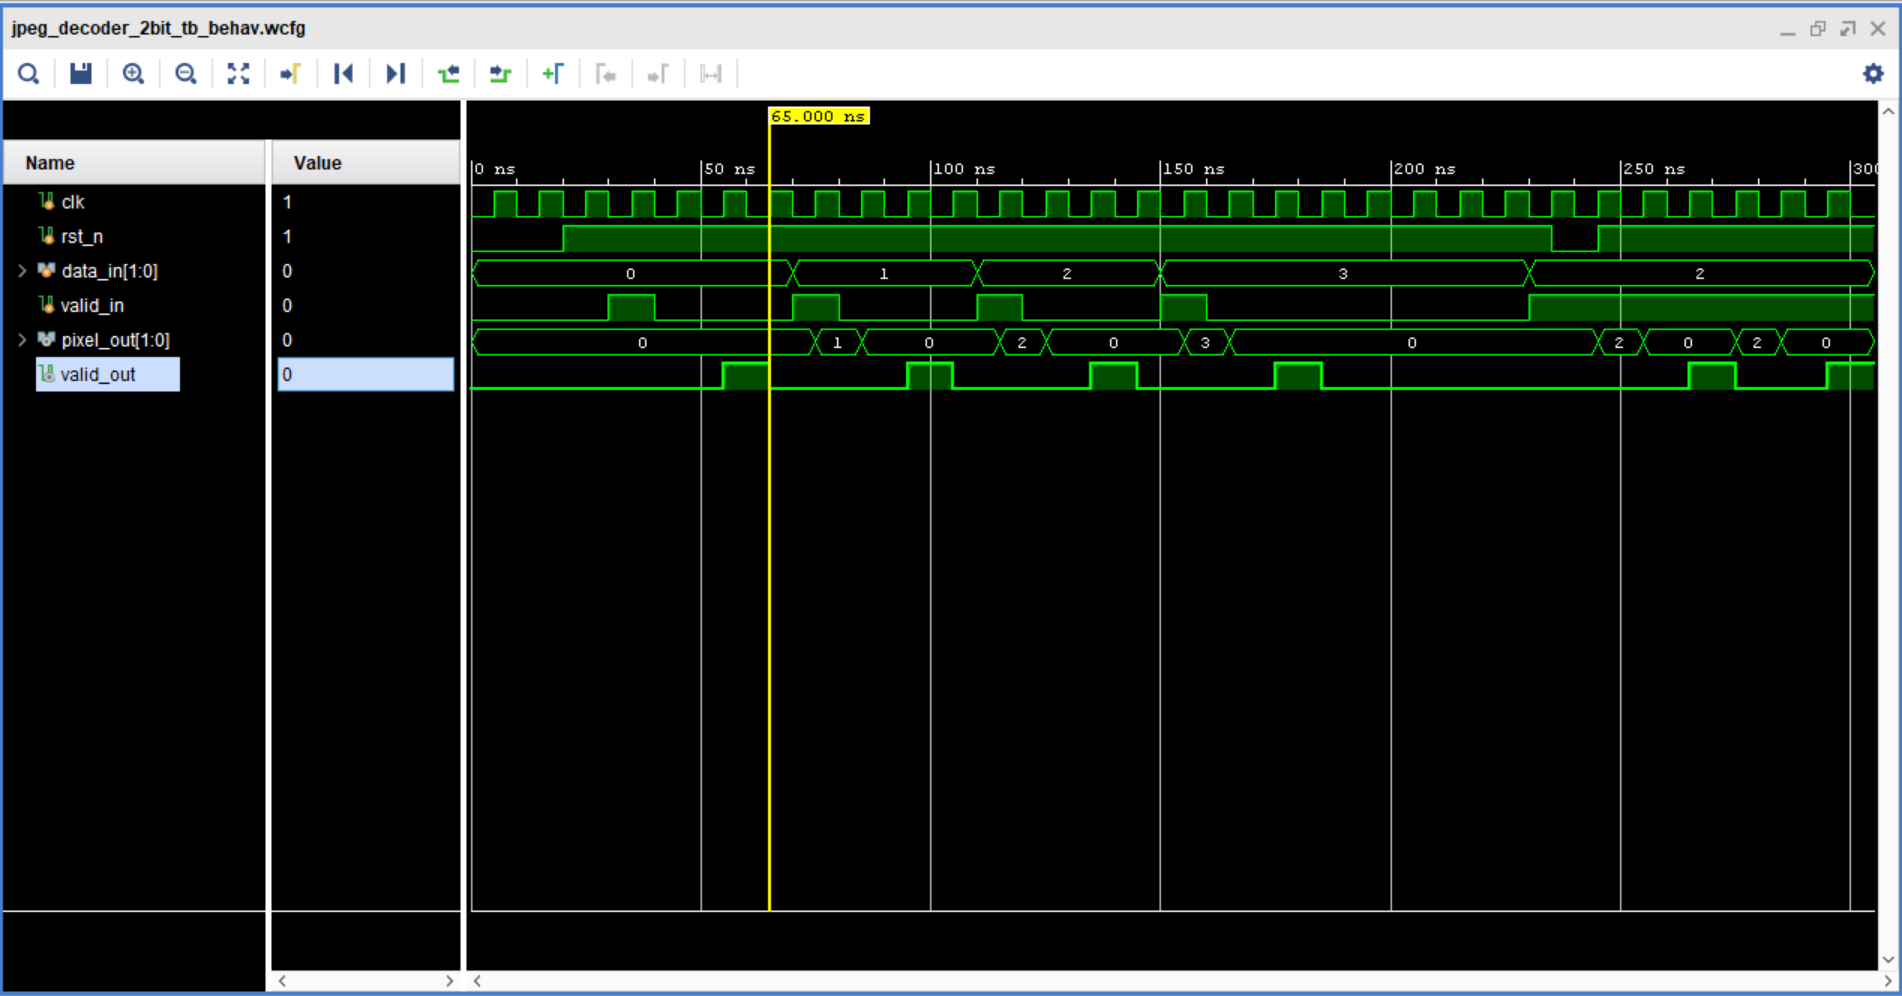 jpeg_decoder_2bit_tb_behav.wcfg
65.000 ns
Name Value
0 ns 50 ns 100 ns 150 ns 200 ns 250 ns 300
clk 1
rst_n 1
data_in[1:0] 0 0 1 2 3 2
valid_in 0
pixel_out[1:0] 0 0 1 0 2 0 3 0 2 0 2 0
valid_out 0